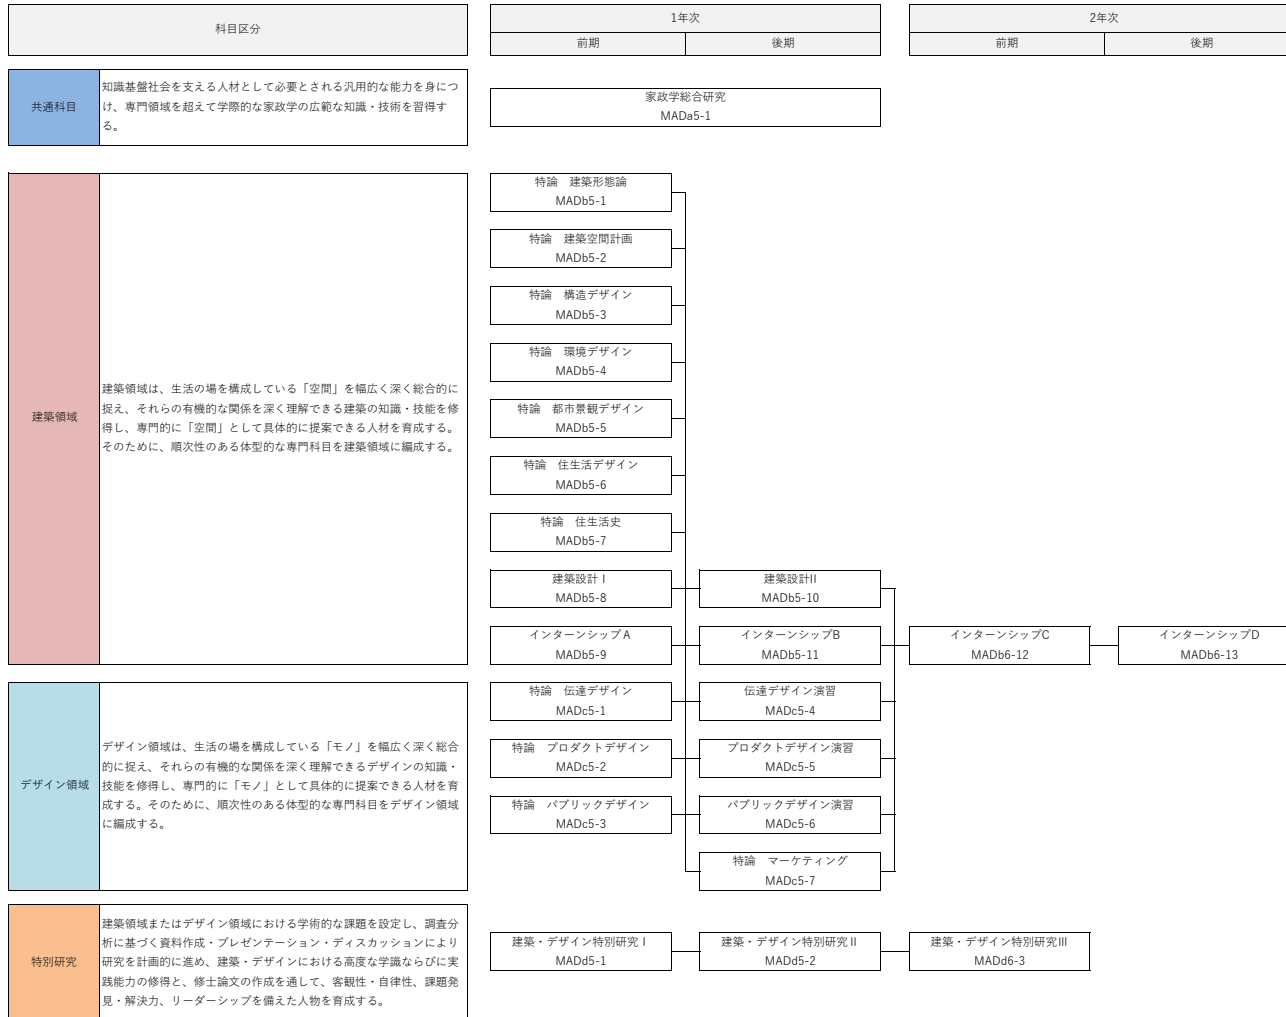 科目区分
1年次
2年次
前期
後期
前期
後期
共通科目
知識基盤社会を支える人材として必要とされる汎用的な能力を身につ
け、専門領域を超えて学際的な家政学の広範な知識・技術を習得す
る。
家政学総合研究
MADa5-1
建築領域
建築領域は、生活の場を構成している「空間」を幅広く深く総合的に
捉え、それらの有機的な関係を深く理解できる建築の知識・技能を修
得し、専門的に「空間」として具体的に提案できる人材を育成する。
そのために、順次性のある体型的な専門科目を建築領域に編成する。
特論　建築形態論
MADb5-1
特論　建築空間計画
MADb5-2
特論　構造デザイン
MADb5-3
特論　環境デザイン
MADb5-4
特論　都市景観デザイン
MADb5-5
特論　住生活デザイン
MADb5-6
特論　住生活史
MADb5-7
建築設計Ⅰ
MADb5-8
建築設計II
MADb5-10
インターンシップA
MADb5-9
インターンシップB
MADb5-11
インターンシップC
MADb6-12
インターンシップD
MADb6-13
デザイン領域
デザイン領域は、生活の場を構成している「モノ」を幅広く深く総合
的に捉え、それらの有機的な関係を深く理解できるデザインの知識・
技能を修得し、専門的に「モノ」として具体的に提案できる人材を育
成する。そのために、順次性のある体型的な専門科目をデザイン領域
に編成する。
特論　伝達デザイン
MADc5-1
伝達デザイン演習
MADc5-4
特論　プロダクトデザイン
MADc5-2
プロダクトデザイン演習
MADc5-5
特論　パブリックデザイン
MADc5-3
パブリックデザイン演習
MADc5-6
特論　マーケティング
MADc5-7
特別研究
建築領域またはデザイン領域における学術的な課題を設定し、調査分
析に基づく資料作成・プレゼンテーション・ディスカッションにより
研究を計画的に進め、建築・デザインにおける高度な学識ならびに実
践能力の修得と、修士論文の作成を通して、客観性・自律性、課題発
見・解決力、リーダーシップを備えた人物を育成する。
建築・デザイン特別研究Ⅰ
MADd5-1
建築・デザイン特別研究Ⅱ
MADd5-2
建築・デザイン特別研究Ⅲ
MADd6-3